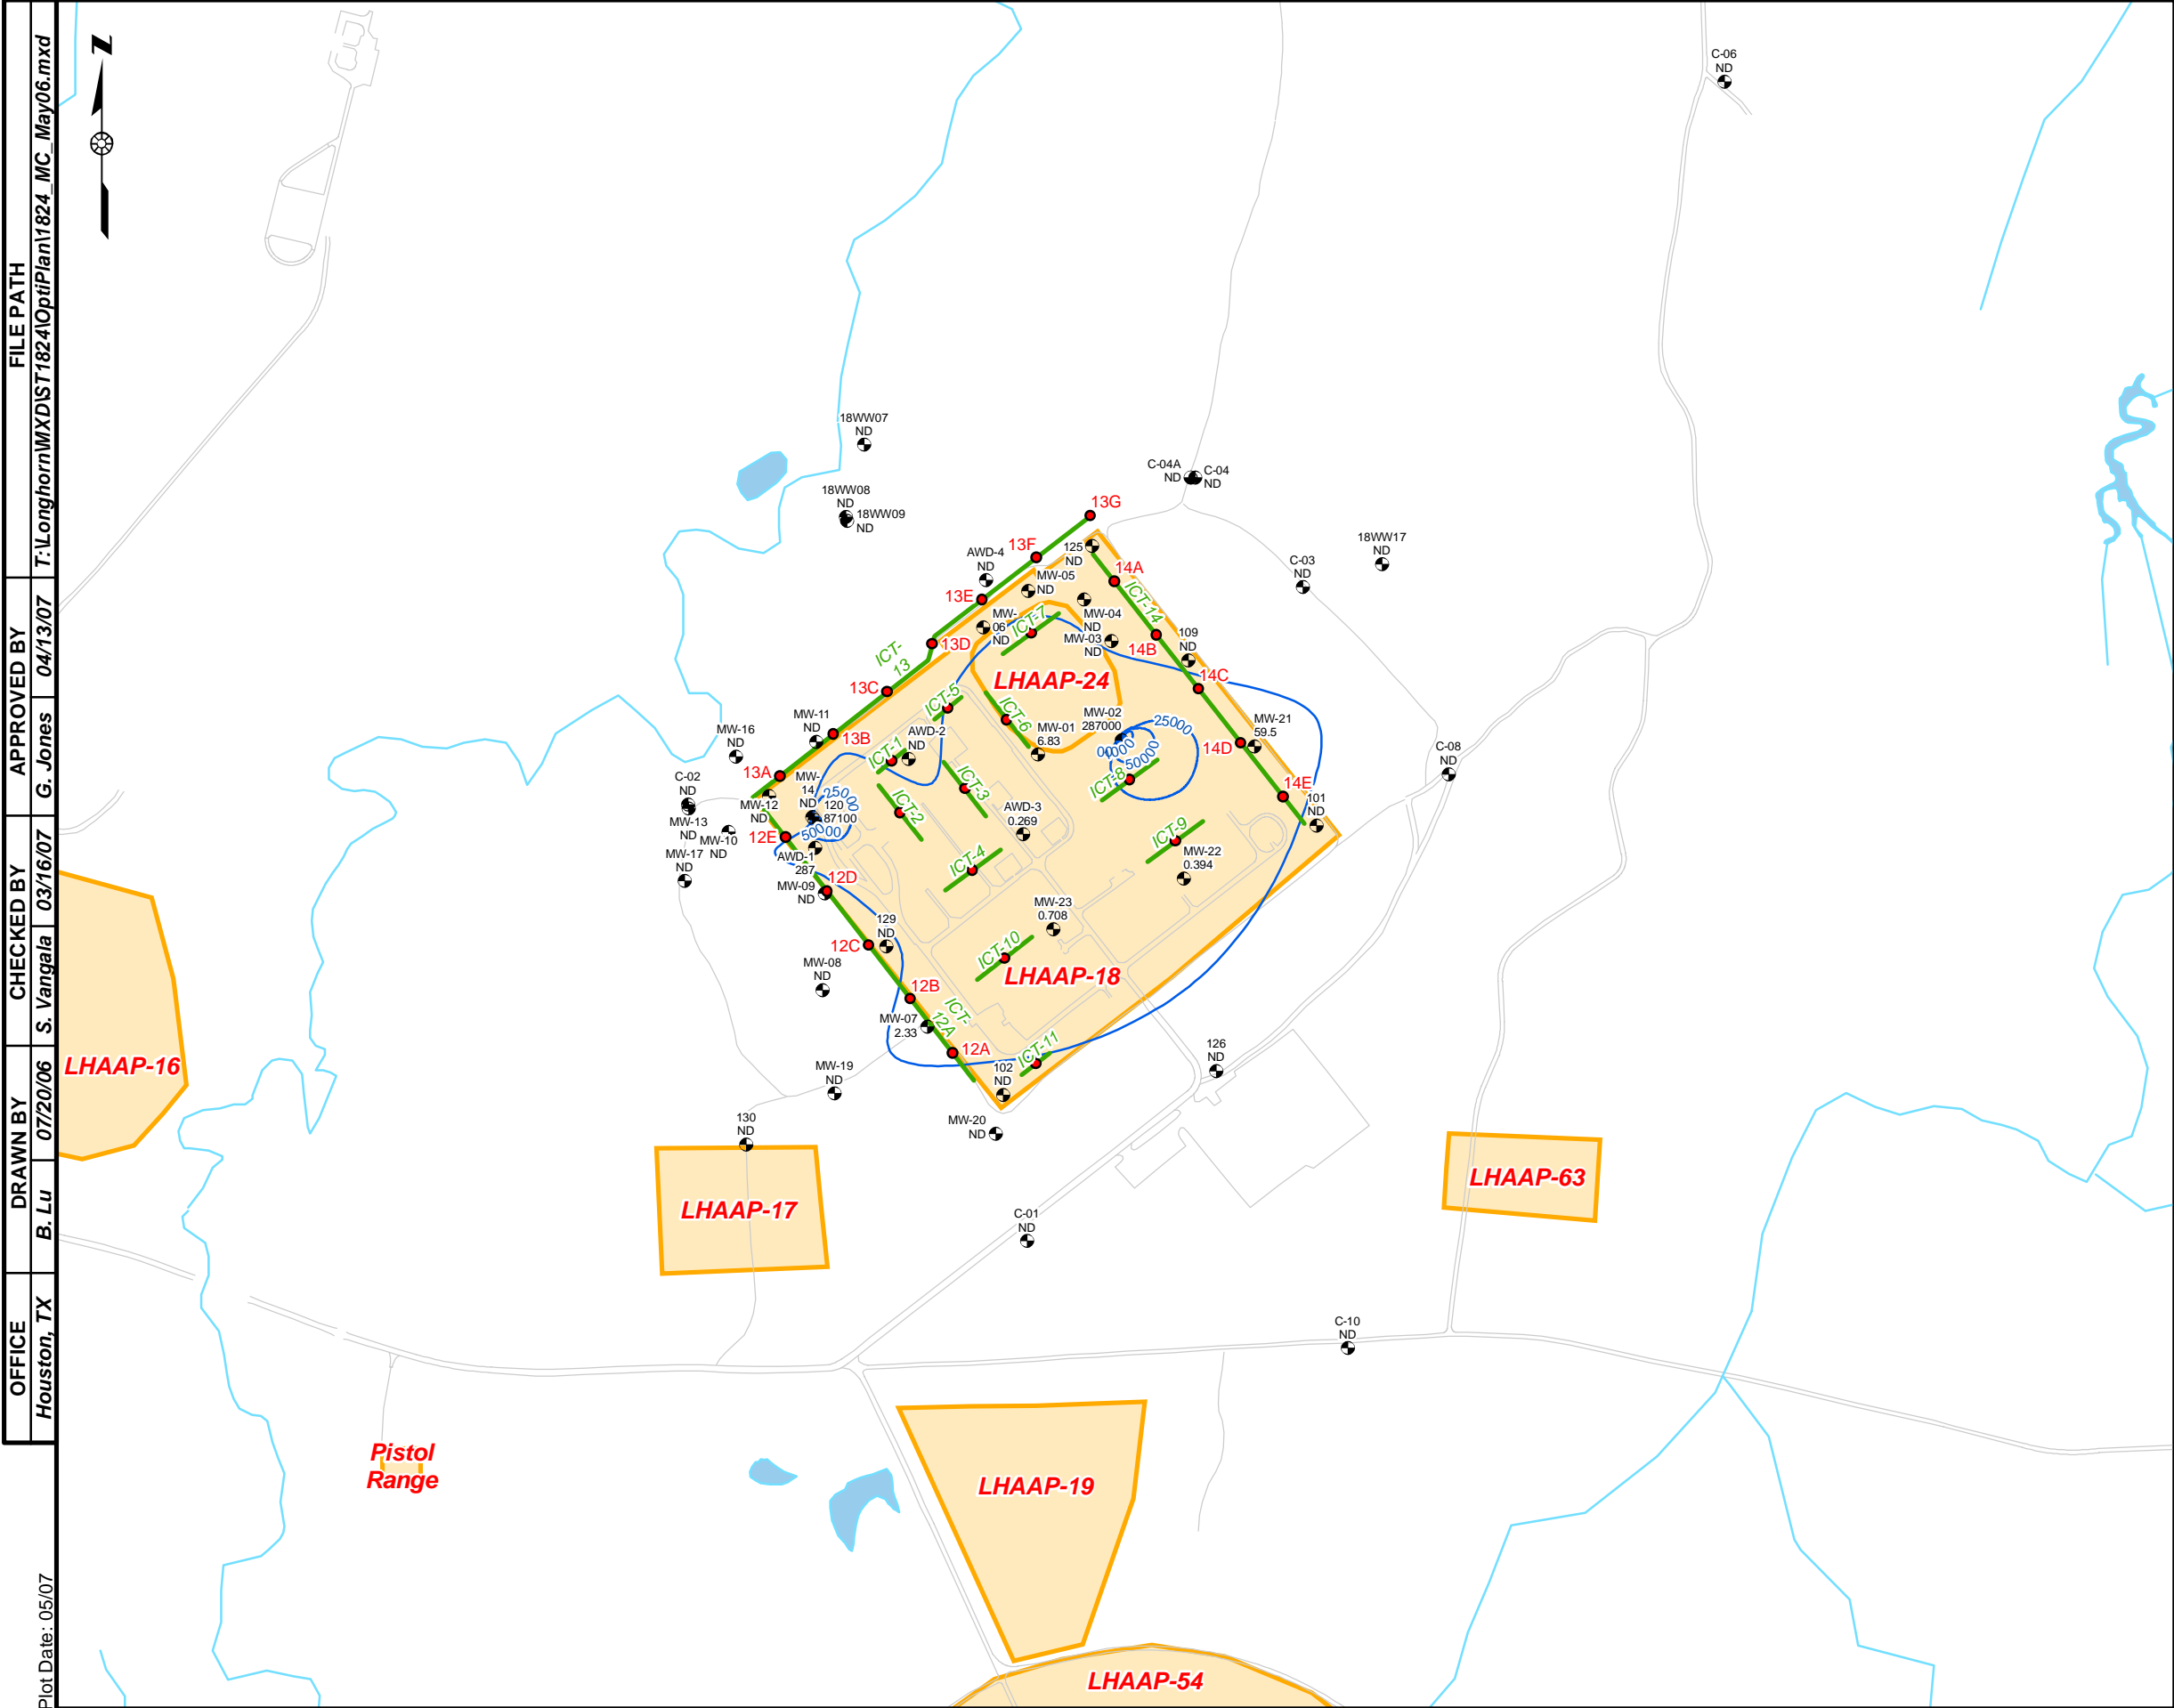 FILE PATH
T:\Longhorn\MXD\ST1824\OptiPlan\1824_MC_May06.mxd
APPROVED BY
G. Jones 04/13/07
CHECKED BY
S. Vangala 03/16/07
DRAWN BY
B. Lu 07/20/06
OFFICE
Houston, TX
Plot Date: 05/07
N
C-06
ND
18WW07
ND
18WW08
ND
18WW09
ND
C-04A
ND
C-04
ND
18WW17
ND
C-03
ND
13G
13F
125
ND
AWD-4
ND
14A
MW-05
ND
13E
ICT-14
MW-06
ND
ICT-7
MW-04
ND
MW-03
ND
13D
14B
109
ND
ICT-13
LHAAP-24
14C
13C
ICT-5
ICT-6
MW-02
287000
25000
MW-21
59.5
MW-11
ND
MW-01
6.83
14D
13B
AWD-2
ND
ICT-1
50000
C-08
ND
MW-16
ND
13A
ICT-3
ICT-8
14E
C-02
ND
MW-14
ND
25000
120
87100
MW-12
ND
ICT-2
AWD-3
0.269
101
ND
MW-13
ND
MW-10
ND
12E
50000
ICT-9
MW-17
ND
AWD-1
287
ICT-4
MW-22
0.394
12D
MW-09
ND
MW-23
0.708
129
ND
12C
ICT-10
LHAAP-18
MW-08
ND
12B
ICT-12A
MW-07
2.33
12A
ICT-11
126
ND
LHAAP-16
MW-19
ND
102
ND
130
ND
MW-20
ND
LHAAP-63
LHAAP-17
C-01
ND
C-10
ND
Pistol
Range
LHAAP-19
LHAAP-54